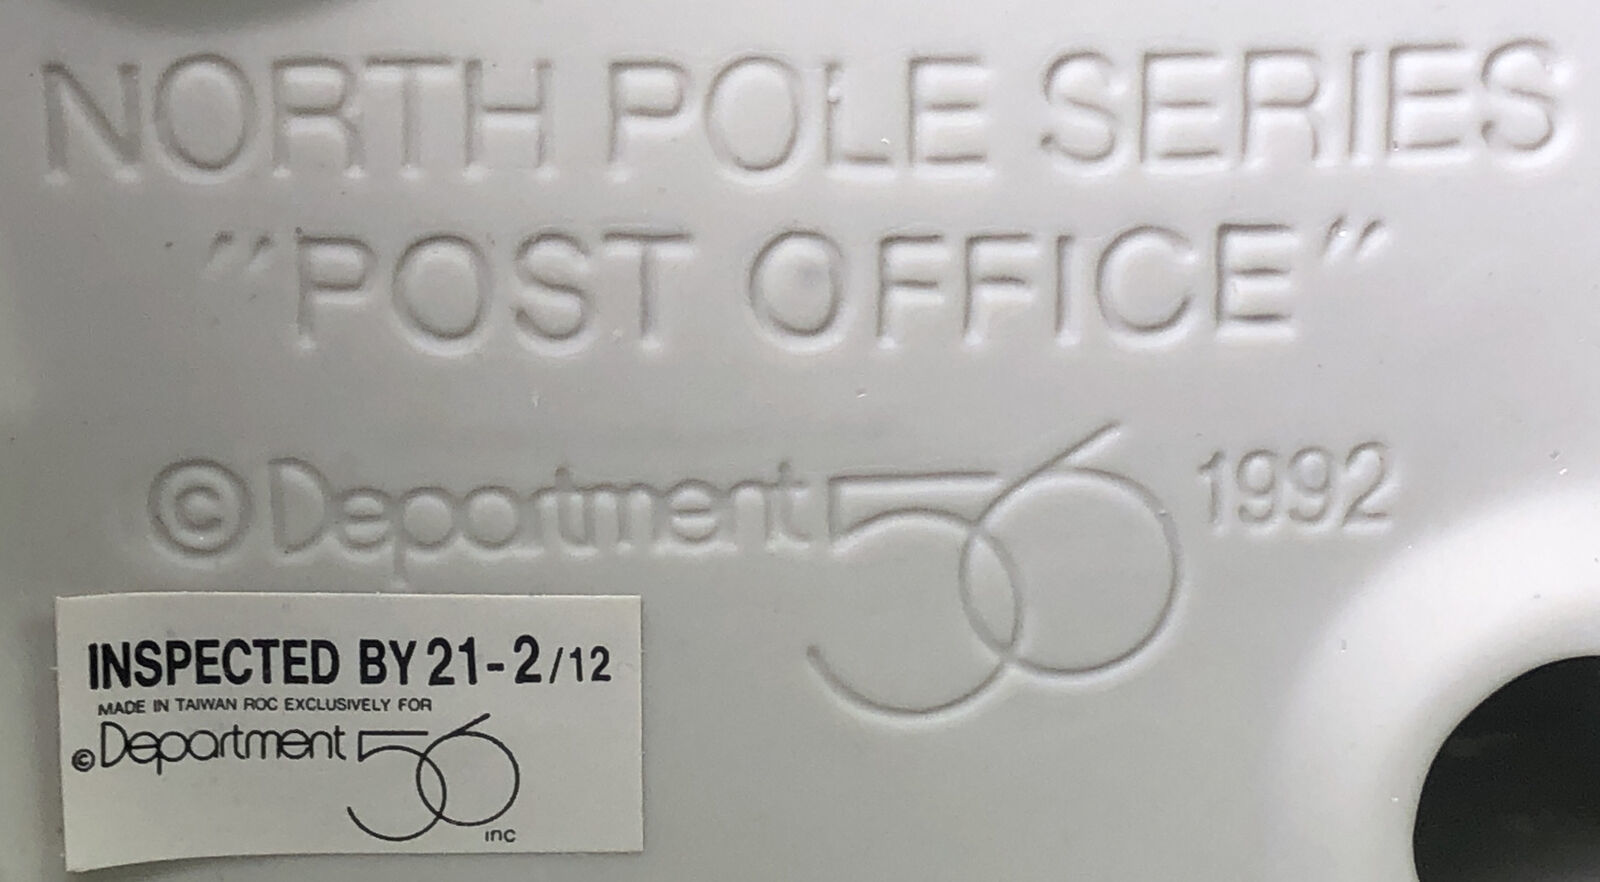 NORTH POLE SERIES
"POST OFFICE"
©Department 56 1992
INSPECTED BY 21-2/12
MADE IN TAIWAN ROC EXCLUSIVELY FOR
©Department 56
inc